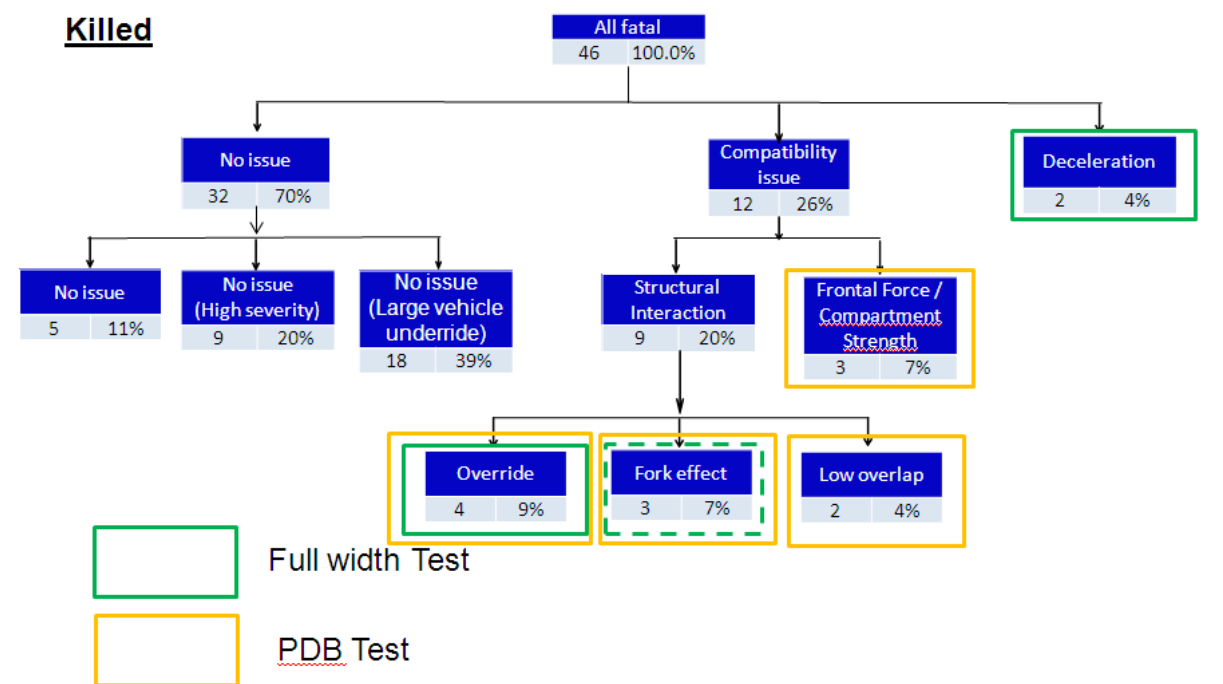 Killed
All fatal
46 100.0%
No issue
32 70%
Compatibility
issue
12 26%
Deceleration
2 4%
No issue
5 11%
No issue
(High severity)
9 20%
No issue
(Large vehicle
underride)
18 39%
Structural
Interaction
9 20%
Frontal Force /
Compartment
Strength
3 7%
Override
4 9%
Fork effect
3 7%
Low overlap
2 4%
Full width Test
PDB Test